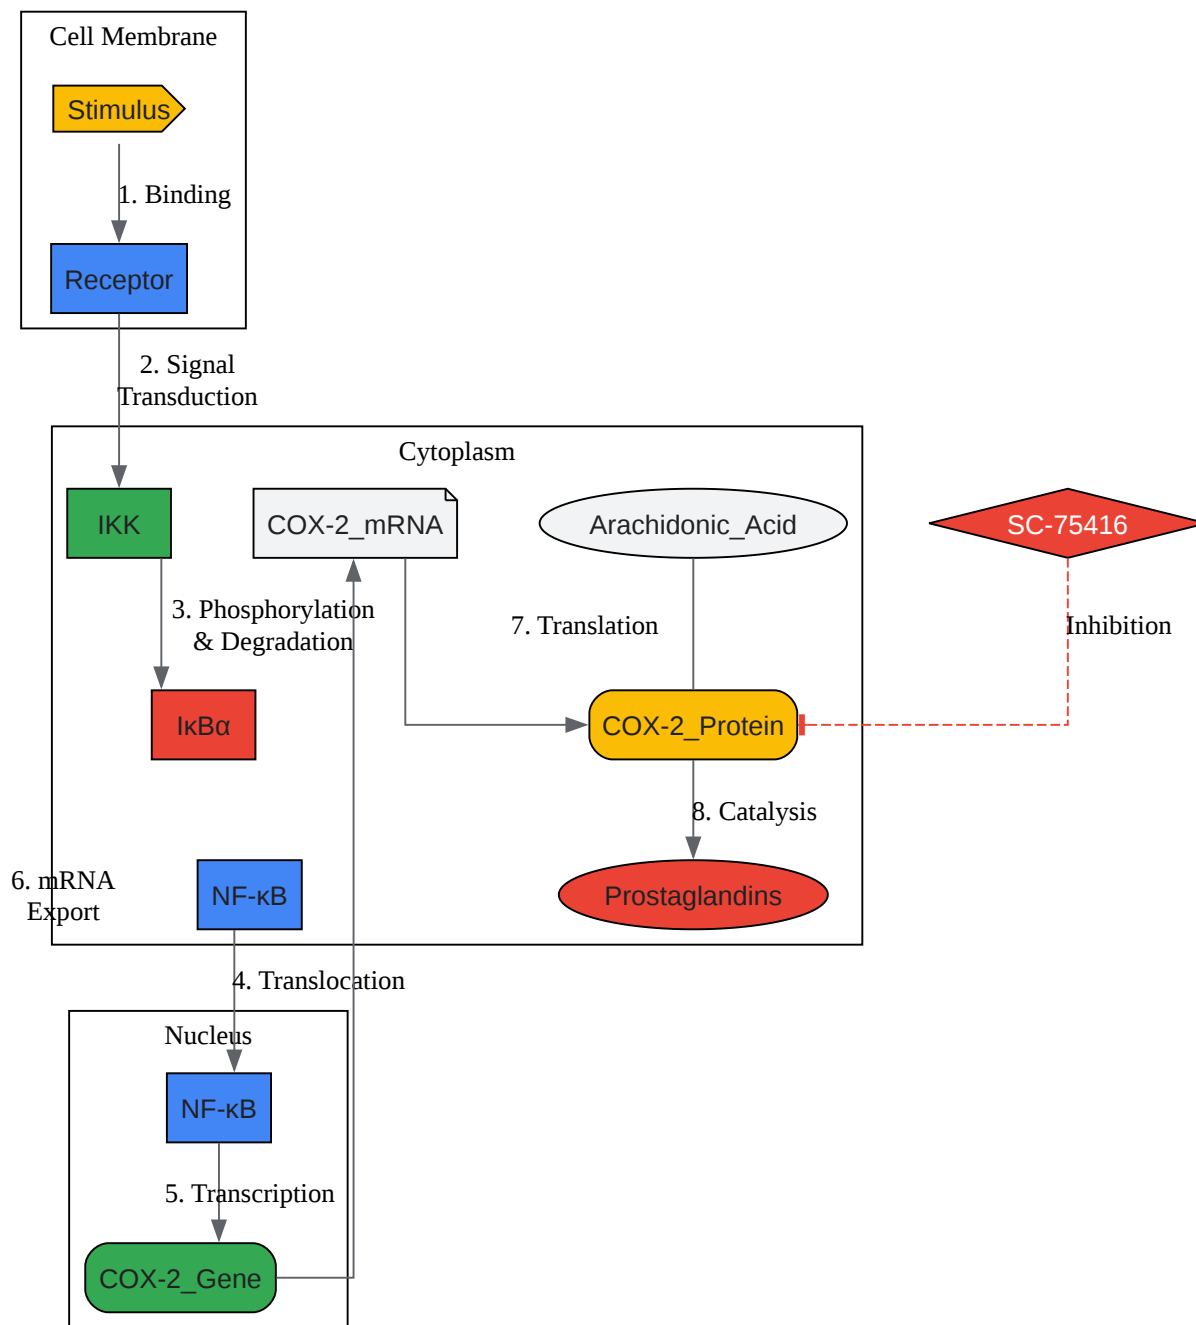 Cell Membrane
Stimulus
1. Binding
Receptor
2. Signal
Transduction
Cytoplasm
IKK
COX-2_mRNA
Arachidonic_Acid
SC-75416
3. Phosphorylation
& Degradation
7. Translation
Inhibition
IκBα
COX-2_Protein
8. Catalysis
6. mRNA
Export
NF-κB
Prostaglandins
4. Translocation
Nucleus
NF-κB
5. Transcription
COX-2_Gene